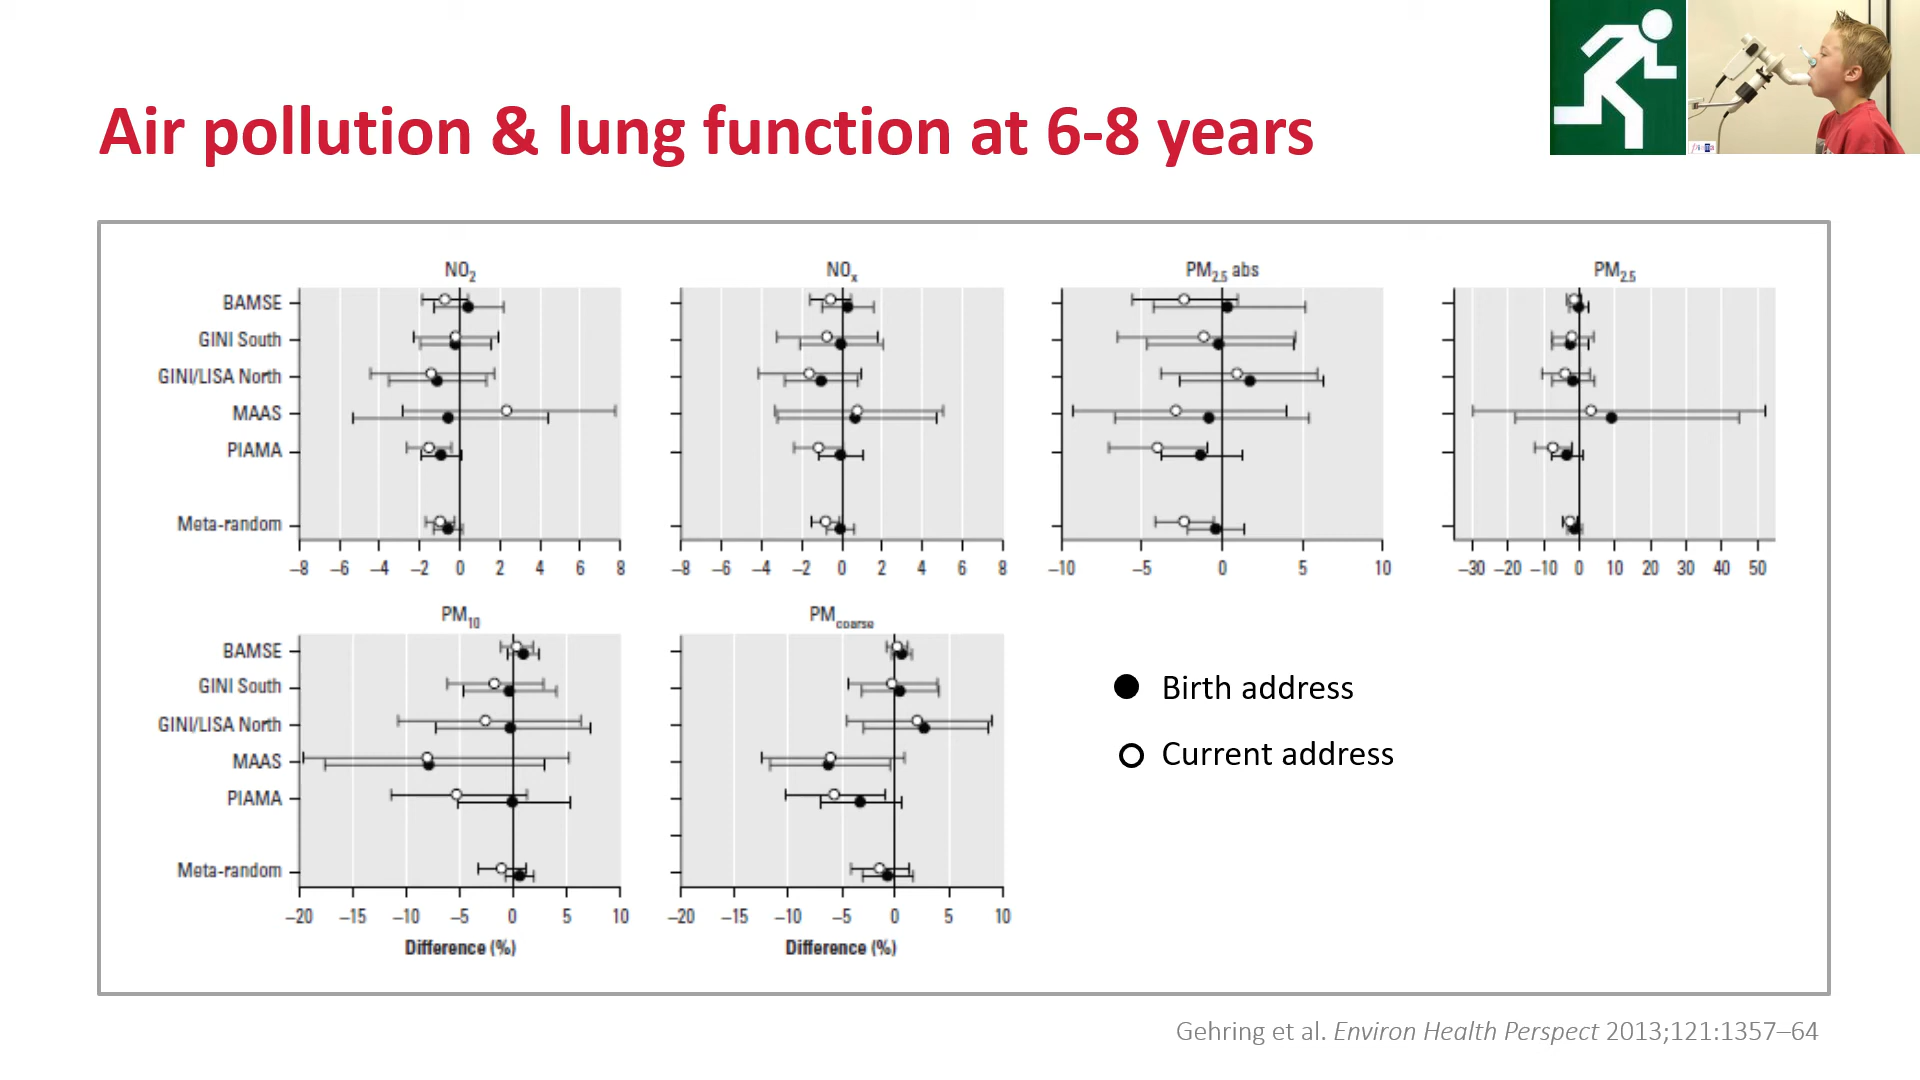 Air pollution & lung function at 6-8 years
NO2
NOx
PM2.5 abs
PM2.5
BAMSE
GINI South
GINI/LISA North
MAAS
PIAMA
Meta-random
–8 –6 –4 –2 0 2 4 6 8
–8 –6 –4 –2 0 2 4 6 8
–10 –5 0 5 10
–30 –20 –10 0 10 20 30 40 50
PM10
PMcoarse
BAMSE
GINI South
GINI/LISA North
MAAS
PIAMA
Meta-random
–20 –15 –10 –5 0 5 10
–20 –15 –10 –5 0 5 10
Difference (%)
Difference (%)
Birth address
Current address
Gehring et al. Environ Health Perspect 2013;121:1357–64